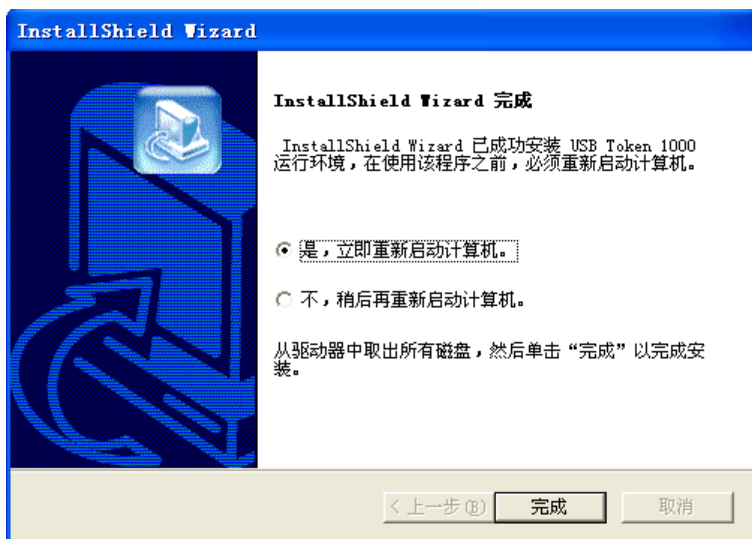 InstallShield Wizard
InstallShield Wizard 完成
InstallShield Wizard 已成功安装 USB Token 1000
运行环境，在使用该程序之前，必须重新启动计算机。
是，立即重新启动计算机。
不，稍后再重新启动计算机。
从驱动器中取出所有磁盘，然后单击“完成”以完成安
装。
< 上一步(B)
完成
取消